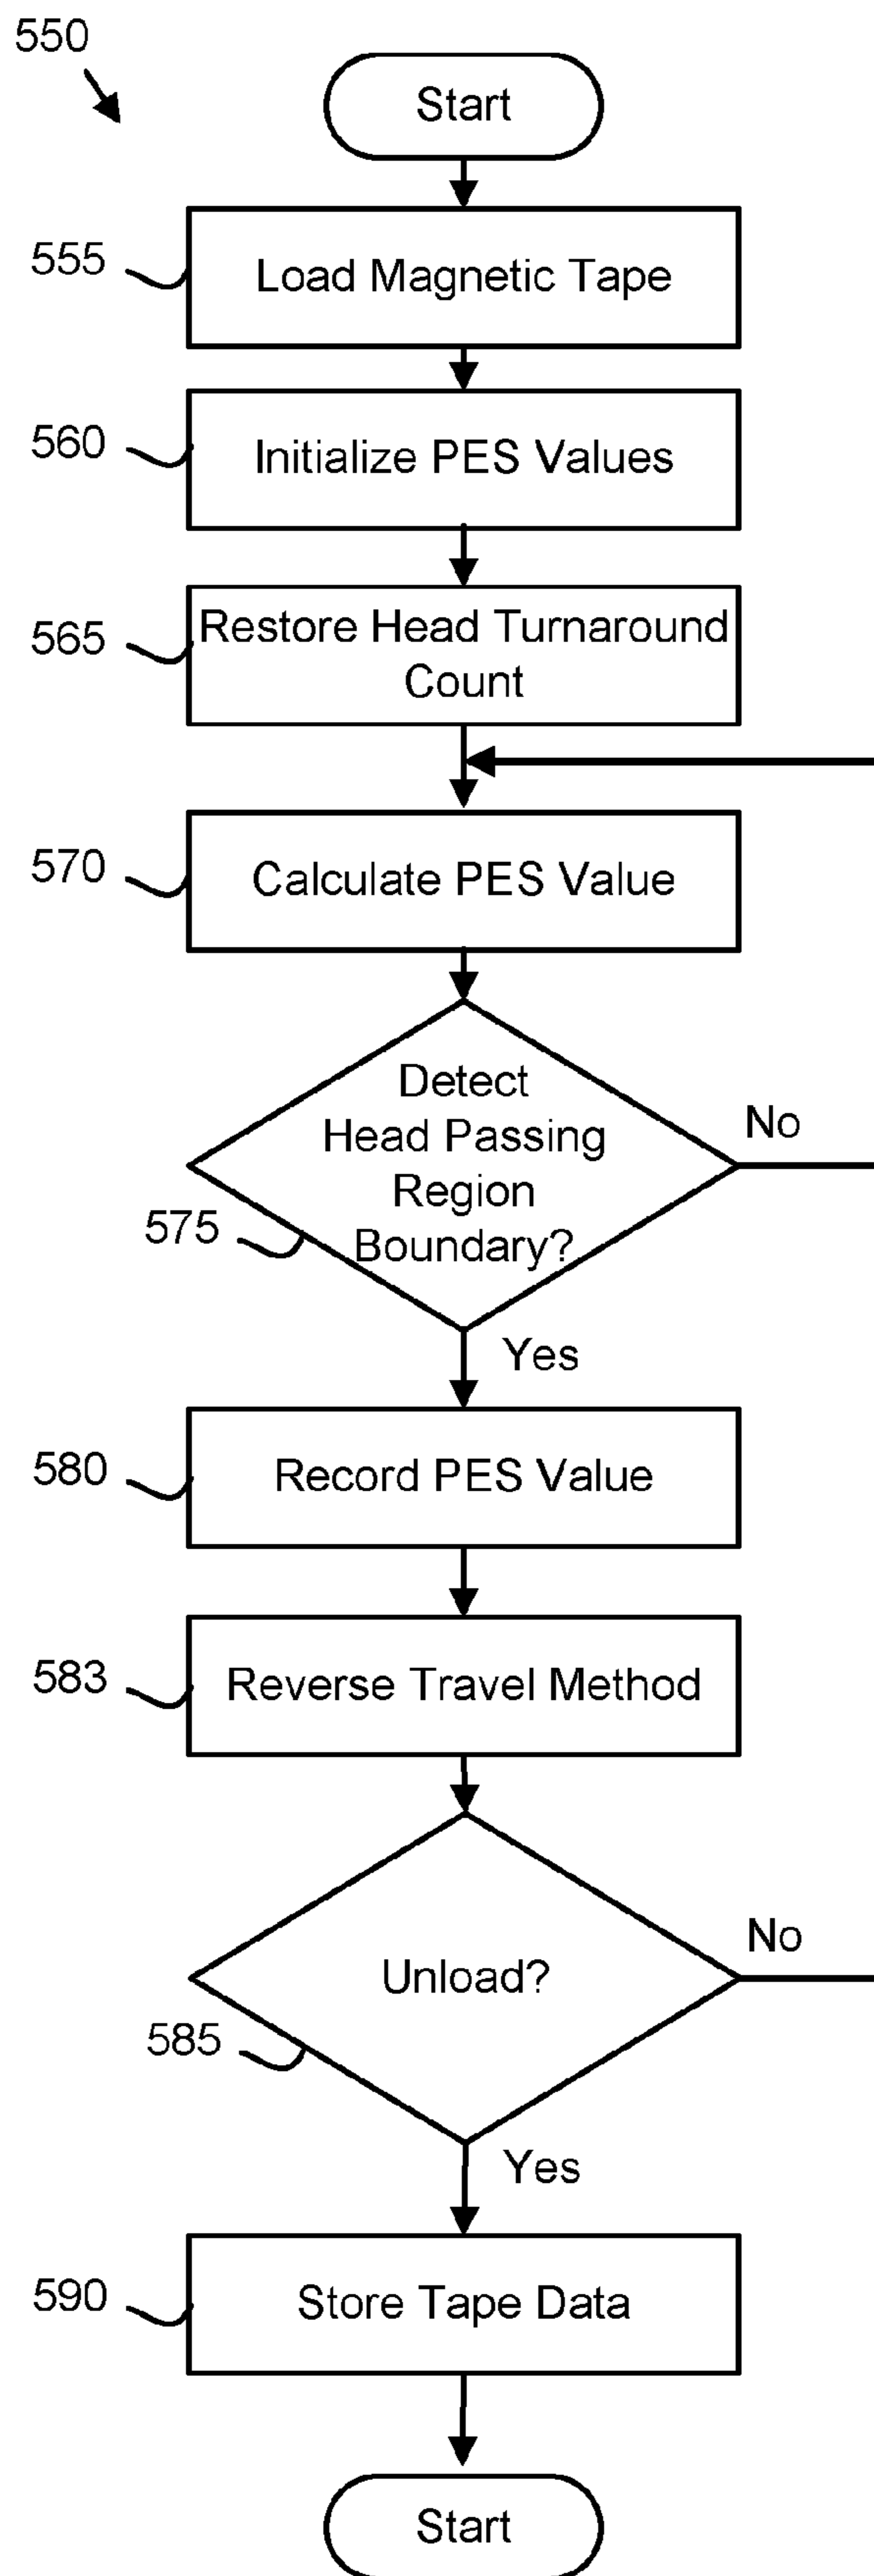 550
Start
555
Load Magnetic Tape
560
Initialize PES Values
565
Restore Head Turnaround
Count
570
Calculate PES Value
Detect
Head Passing
Region
Boundary?
No
575
Yes
580
Record PES Value
583
Reverse Travel Method
Unload?
No
585
Yes
590
Store Tape Data
Start